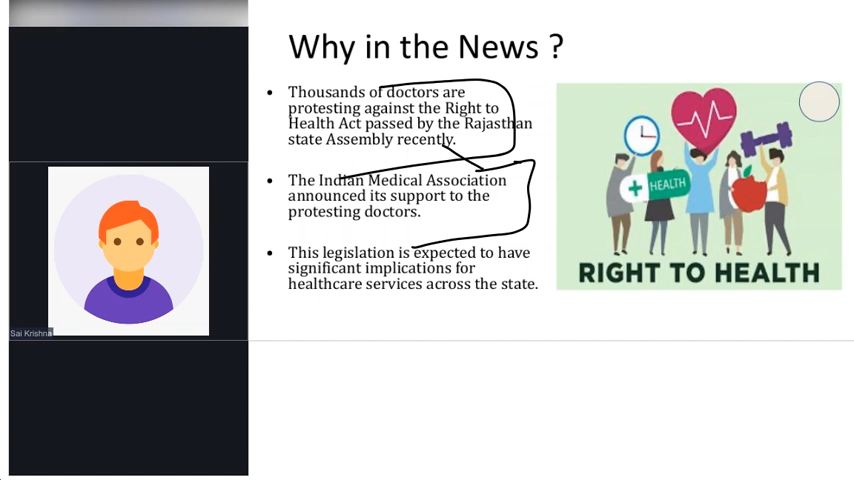 Why in the News ?
• Thousands of doctors are
protesting against the Right to
Health Act passed by the Rajasthan
state Assembly recently.
• The Indian Medical Association
announced its support to the
protesting doctors.
• This legislation is expected to have
significant implications for
healthcare services across the state.
HEALTH
RIGHT TO HEALTH
Sai Krishna